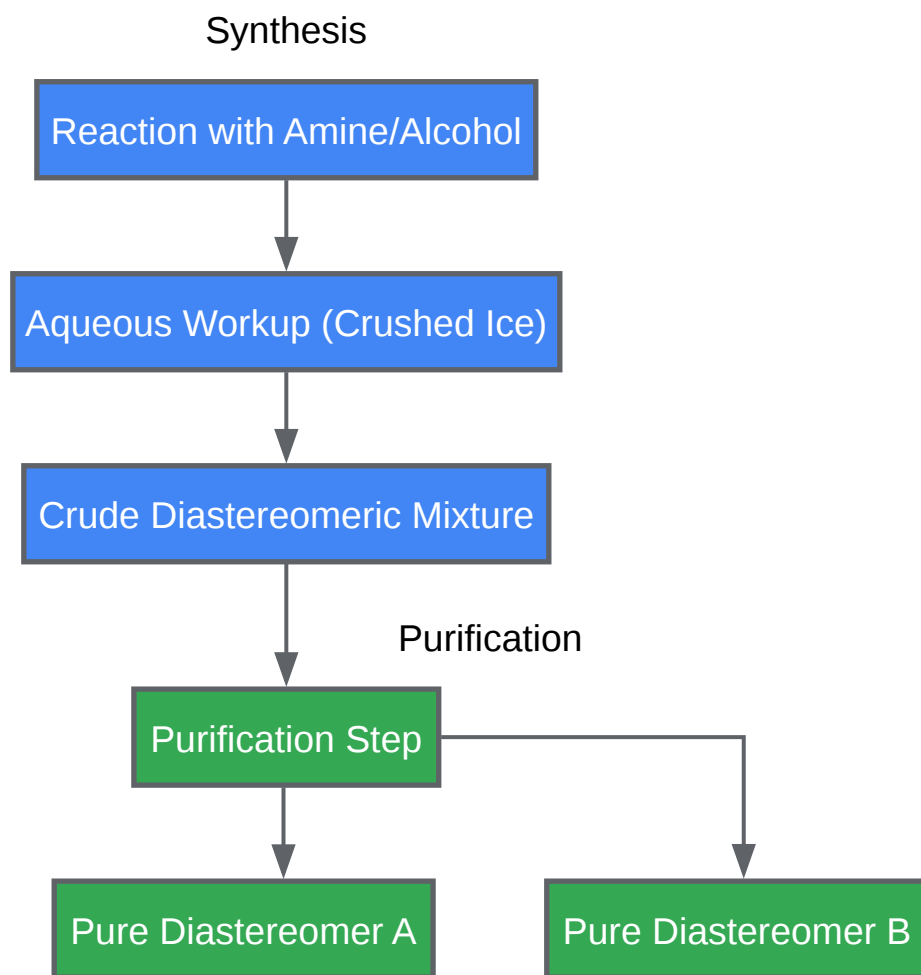 Synthesis
Reaction with Amine/Alcohol
Aqueous Workup (Crushed Ice)
Crude Diastereomeric Mixture
Purification
Purification Step
Pure Diastereomer A
Pure Diastereomer B